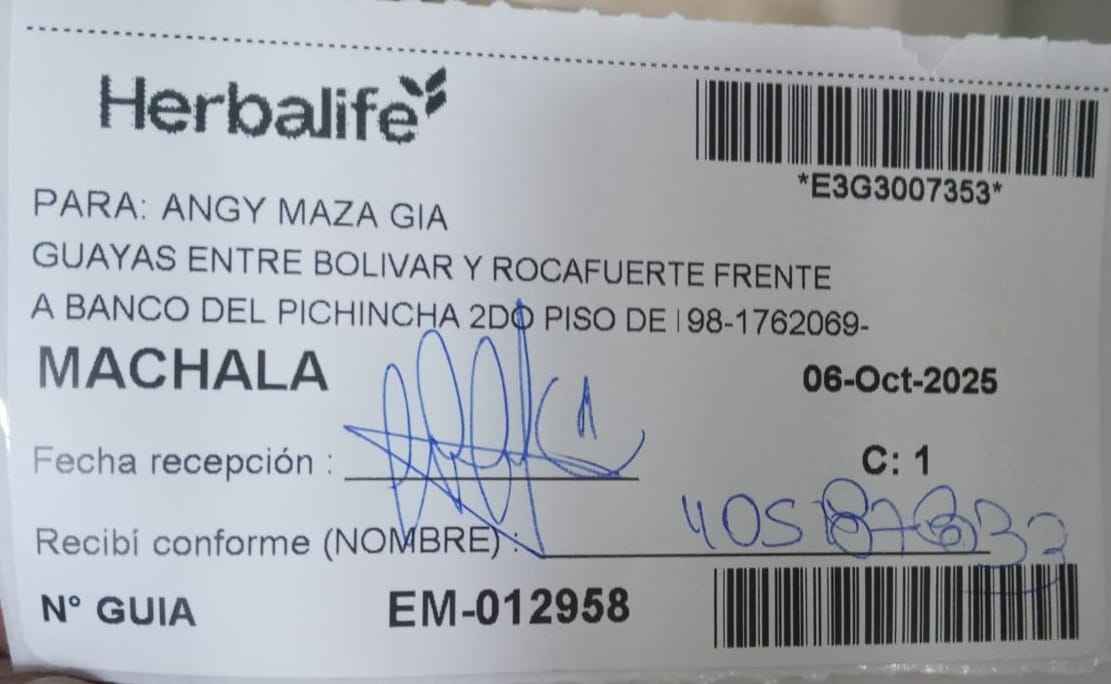 Herbalife
*E3G3007353*
PARA: ANGY MAZA GIA
GUAYAS ENTRE BOLIVAR Y ROCAFUERTE FRENTE
A BANCO DEL PICHINCHA 2DO PISO DE 98-1762069-
MACHALA
06-Oct-2025
Fecha recepción :
C: 1
Recibí conforme (NOMBRE) :
N° GUIA EM-012958